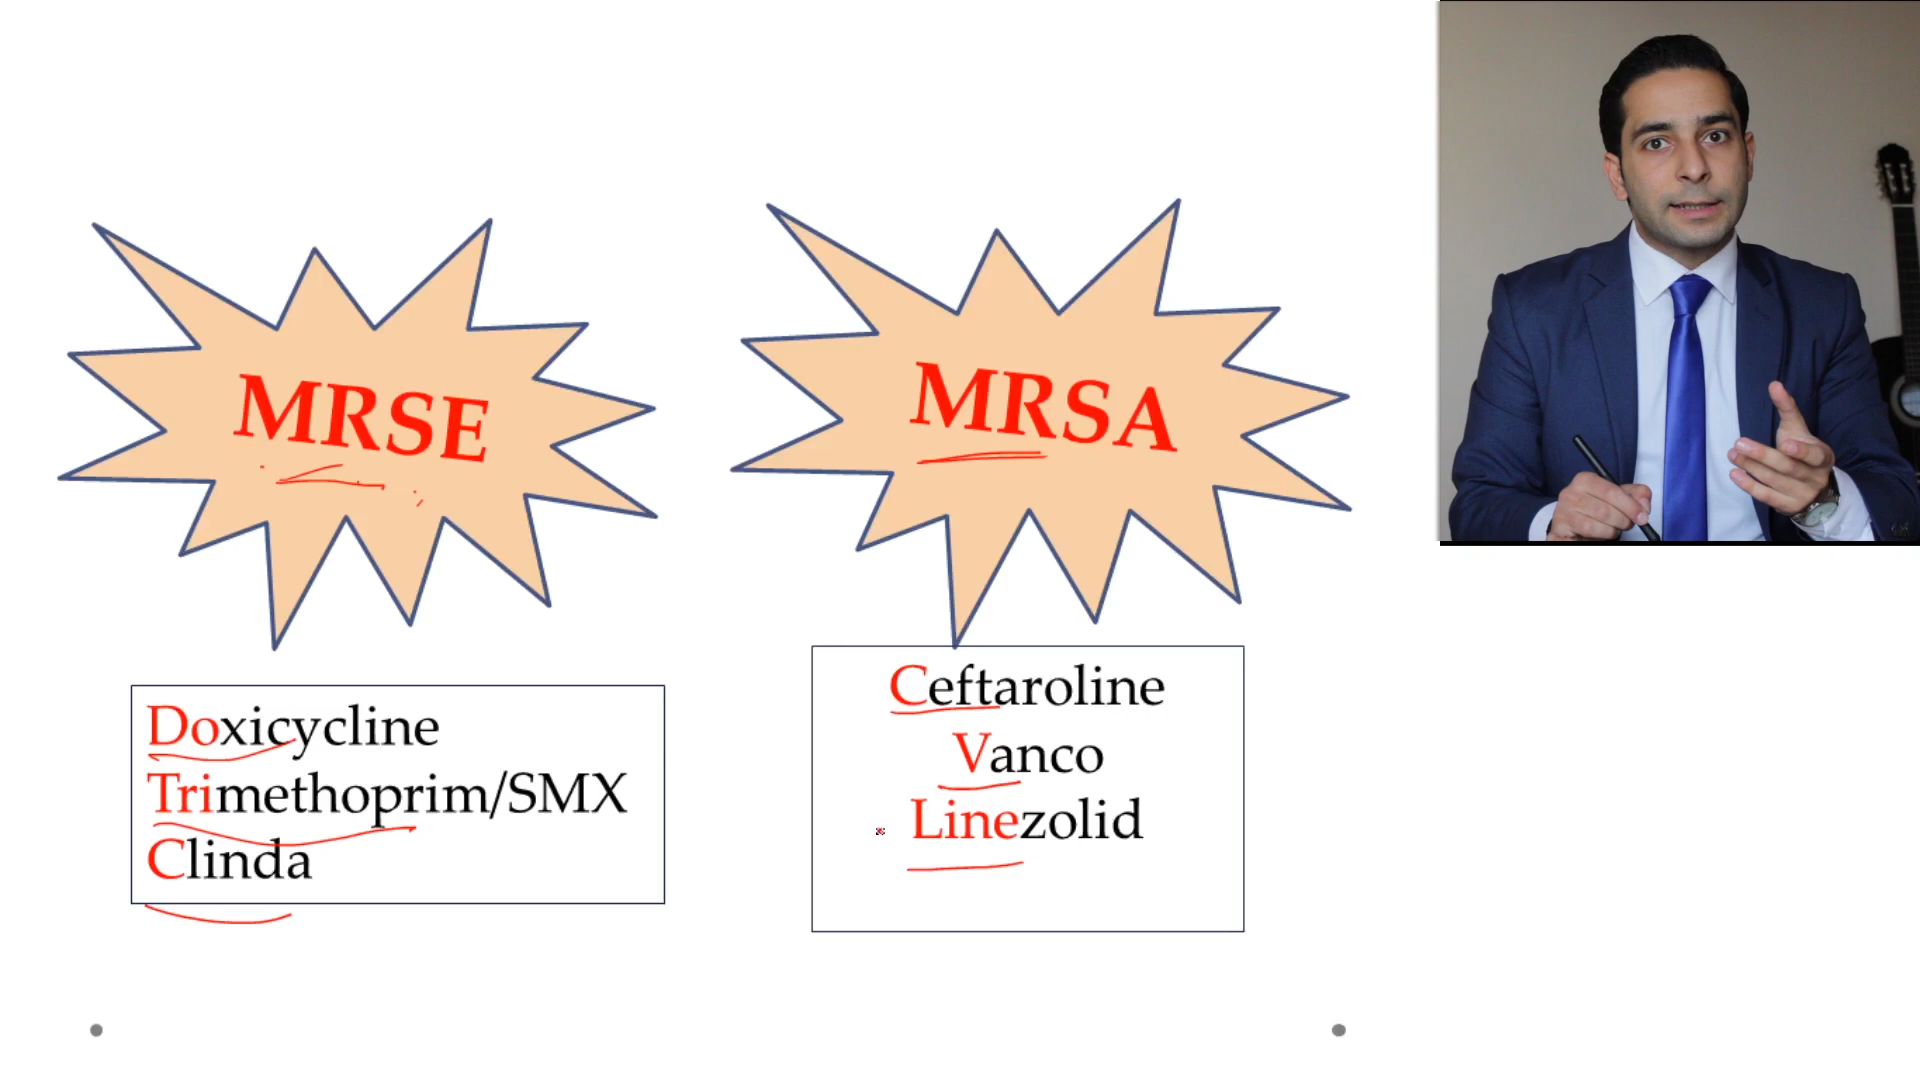 MRSE
MRSA
Doxicycline
Trimethoprim/SMX
Clinda
Ceftaroline
Vanco
Linezolid